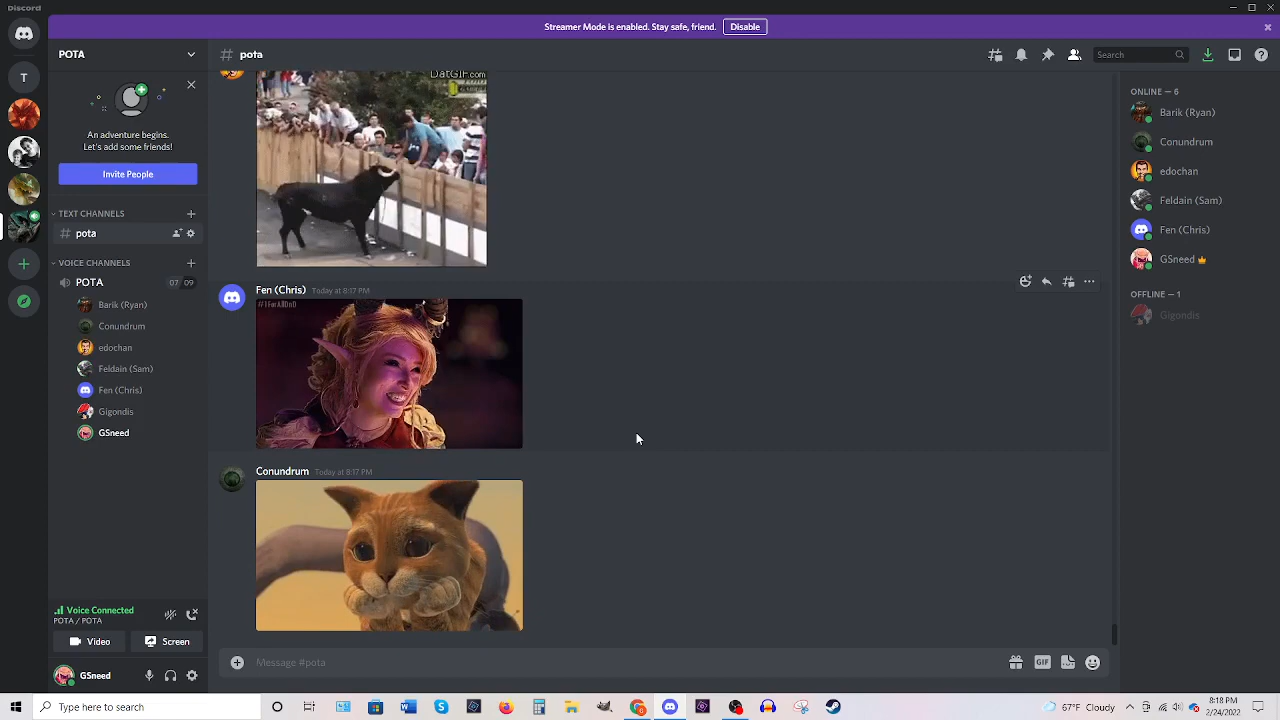 Discord
Streamer Mode is enabled. Stay safe, friend. Disable
POTA
# pota
Search
An adventure begins.
Let's add some friends!
Invite People
TEXT CHANNELS
# pota
VOICE CHANNELS
POTA 07 09
Barik (Ryan)
Conundrum
edochan
Feldain (Sam)
Fen (Chris)
Gigondis
GSneed
Voice Connected
POTA / POTA
Video Screen
GSneed
T
DatGIF.com
Fen (Chris) Today at 8:17 PM
Conundrum Today at 8:17 PM
Message #pota
GIF
ONLINE — 6
Barik (Ryan)
Conundrum
edochan
Feldain (Sam)
Fen (Chris)
GSneed
OFFLINE — 1
Gigondis
Type here to search
67°F Cloudy
8:18 PM
2/24/2022